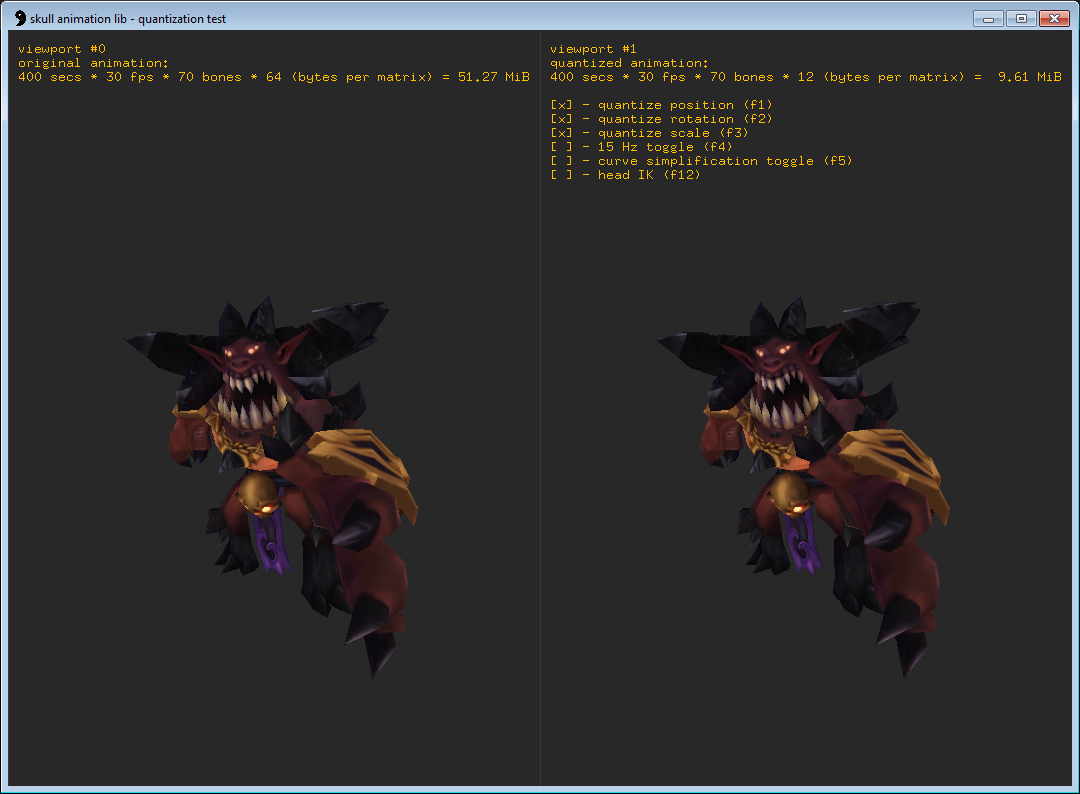 skull animation lib - quantization test
viewport #0
original animation:
400 secs * 30 fps * 70 bones * 64 (bytes per matrix) = 51.27 MiB
viewport #1
quantized animation:
400 secs * 30 fps * 70 bones * 12 (bytes per matrix) =  9.61 MiB
[x] - quantize position (f1)
[x] - quantize rotation (f2)
[x] - quantize scale (f3)
[ ] - 15 Hz toggle (f4)
[ ] - curve simplification toggle (f5)
[ ] - head IK (f12)